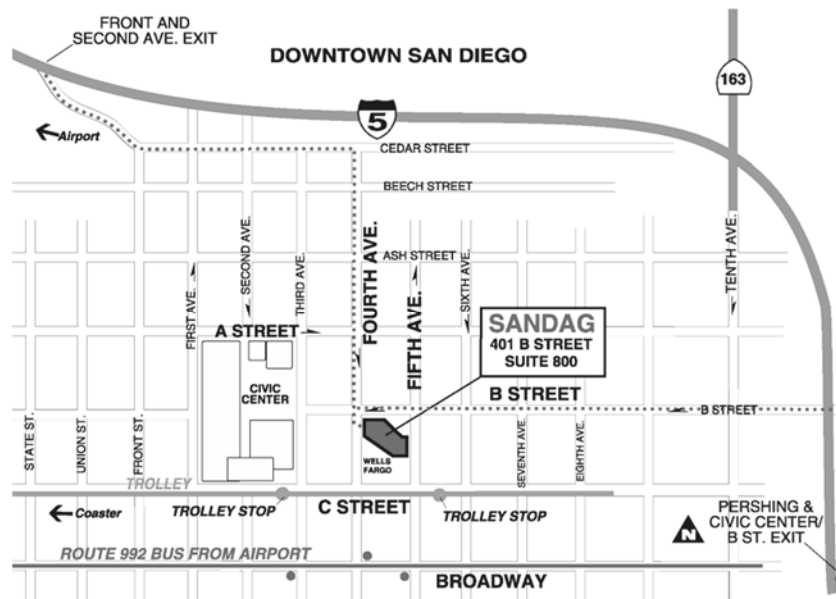 FRONT AND
SECOND AVE. EXIT
DOWNTOWN SAN DIEGO
163
5
Airport
CEDAR STREET
BEECH STREET
FIRST AVE.
SECOND AVE.
THIRD AVE.
FOURTH AVE.
ASH STREET
FIFTH AVE.
SIXTH AVE.
TENTH AVE.
A STREET
SANDAG
401 B STREET
SUITE 800
CIVIC
CENTER
B STREET
B STREET
STATE ST.
UNION ST.
FRONT ST.
WELLS
FARGO
SEVENTH AVE.
EIGHTH AVE.
TROLLEY
Coaster
TROLLEY STOP
C STREET
TROLLEY STOP
PERSHING &
CIVIC CENTER/
B ST. EXIT
N
ROUTE 992 BUS FROM AIRPORT
BROADWAY